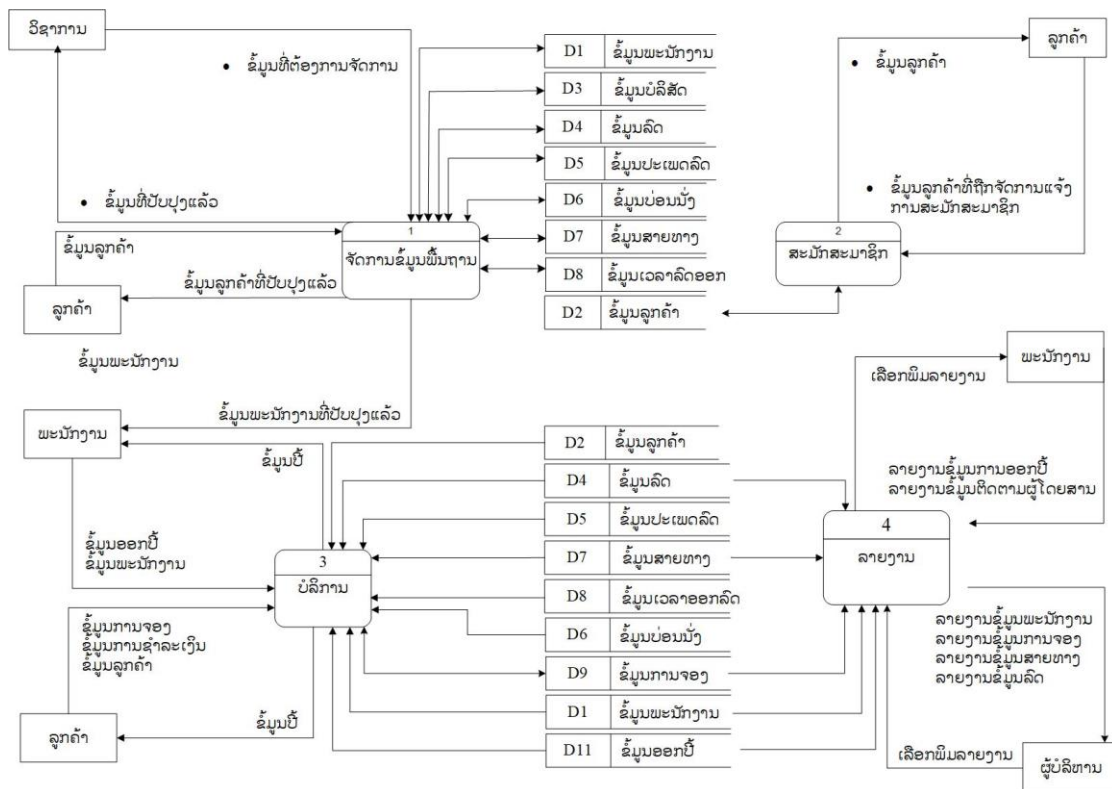 ວິຊາການ
• ຂໍ້ມູນທີ່ຕ້ອງການຈັດການ
• ຂໍ້ມູນທີ່ປັບປຸງແລ້ວ
D1 ຂໍ້ມູນພະນັກງານ
D3 ຂໍ້ມູນບໍລິສັດ
D4 ຂໍ້ມູນລົດ
D5 ຂໍ້ມູນປະເພດລົດ
D6 ຂໍ້ມູນບ່ອນນັ່ງ
D7 ຂໍ້ມູນສາຍທາງ
D8 ຂໍ້ມູນເວລາລົດອອກ
D2 ຂໍ້ມູນລູກຄ້າ
ລູກຄ້າ
• ຂໍ້ມູນລູກຄ້າ
• ຂໍ້ມູນລູກຄ້າທີ່ຖືກຈັດການແຈ້ງ
ການສະມັກສະມາຊິກ
1
ຈັດການຂໍ້ມູນພື້ນຖານ
2
ສະມັກສະມາຊິກ
ຂໍ້ມູນລູກຄ້າ
ຂໍ້ມູນລູກຄ້າທີ່ປັບປຸງແລ້ວ
ລູກຄ້າ
ຂໍ້ມູນພະນັກງານ
ຂໍ້ມູນພະນັກງານທີ່ປັບປຸງແລ້ວ
ພະນັກງານ
ຂໍ້ມູນປີ້
ຂໍ້ມູນອອກປີ້
ຂໍ້ມູນພະນັກງານ
3
ບໍລິການ
ຂໍ້ມູນການຈອງ
ຂໍ້ມູນການຊຳລະເງິນ
ຂໍ້ມູນລູກຄ້າ
ລູກຄ້າ
ຂໍ້ມູນປີ້
D2 ຂໍ້ມູນລູກຄ້າ
D4 ຂໍ້ມູນລົດ
D5 ຂໍ້ມູນປະເພດລົດ
D7 ຂໍ້ມູນສາຍທາງ
D8 ຂໍ້ມູນເວລາອອກລົດ
D6 ຂໍ້ມູນບ່ອນນັ່ງ
D9 ຂໍ້ມູນການຈອງ
D1 ຂໍ້ມູນພະນັກງານ
D11 ຂໍ້ມູນອອກປີ້
ພະນັກງານ
ເລືອກພິມລາຍງານ
ລາຍງານຂໍ້ມູນການອອກປີ້
ລາຍງານຂໍ້ມູນຕິດຕາມຜູ້ໂດຍສານ
4
ລາຍງານ
ລາຍງານຂໍ້ມູນພະນັກງານ
ລາຍງານຂໍ້ມູນການຈອງ
ລາຍງານຂໍ້ມູນສາຍທາງ
ລາຍງານຂໍ້ມູນລົດ
ເລືອກພິມລາຍງານ
ຜູ້ບໍລິຫານ